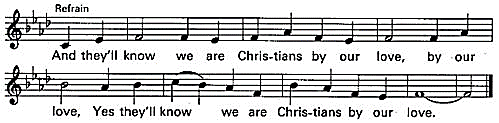 Refrain
And they'll know we are Chris-tians by our love, by our
love, Yes they'll know we are Chris-tians by our love.